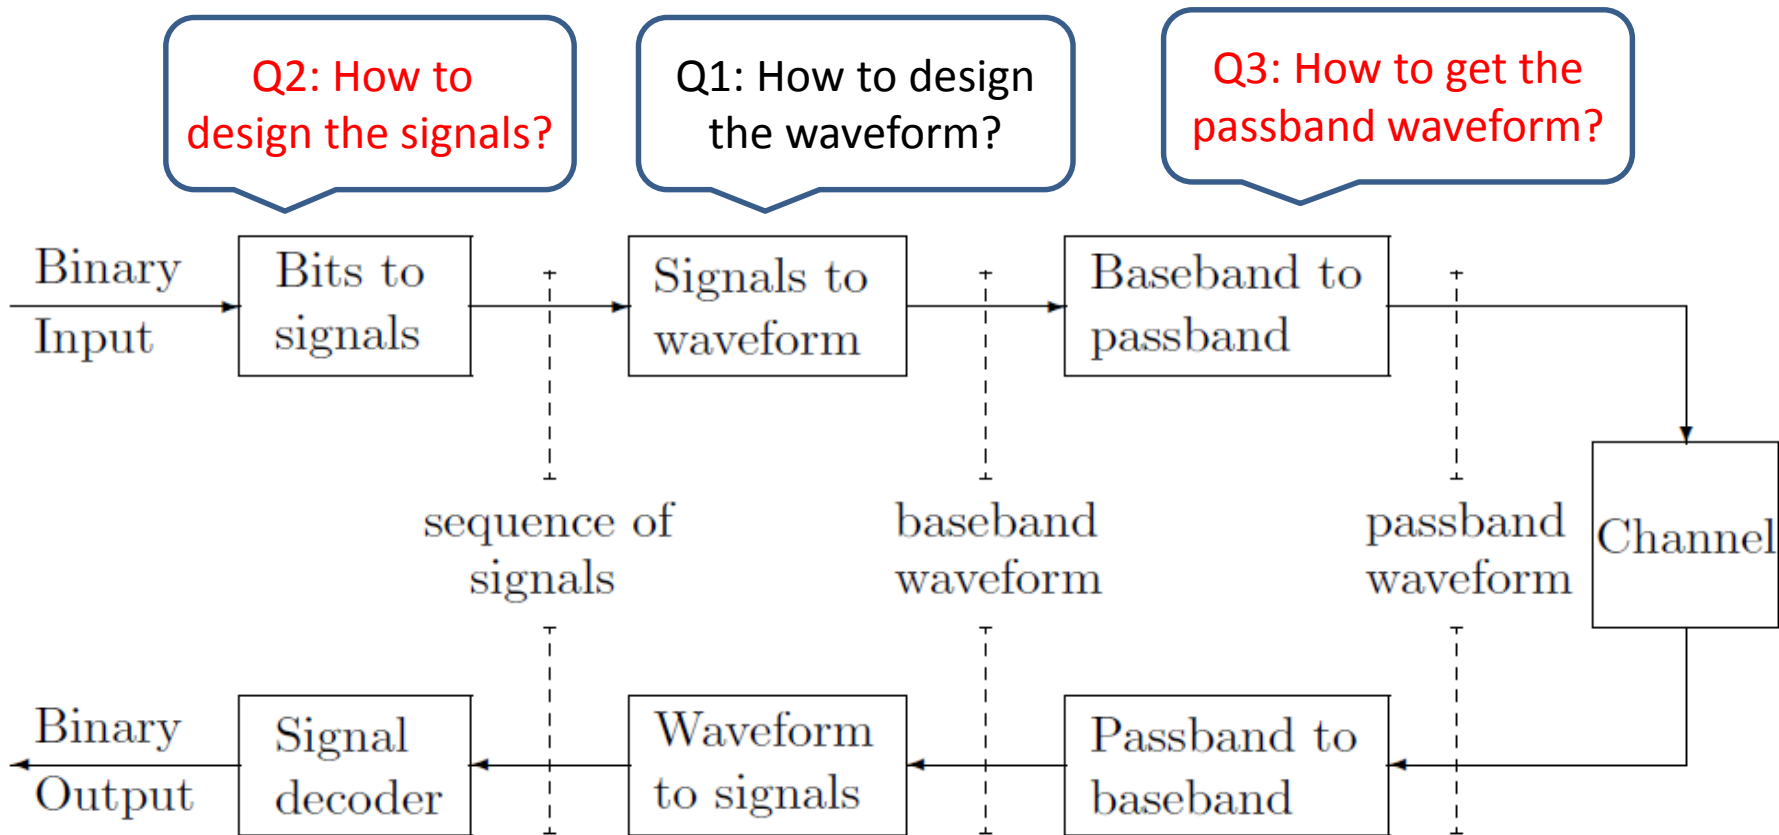 Q2: How to
design the signals?
Q1: How to design
the waveform?
Q3: How to get the
passband waveform?
Binary
Input
Bits to
signals
Signals to
waveform
Baseband to
passband
sequence of
signals
baseband
waveform
passband
waveform
Channel
Binary
Output
Signal
decoder
Waveform
to signals
Passband to
baseband